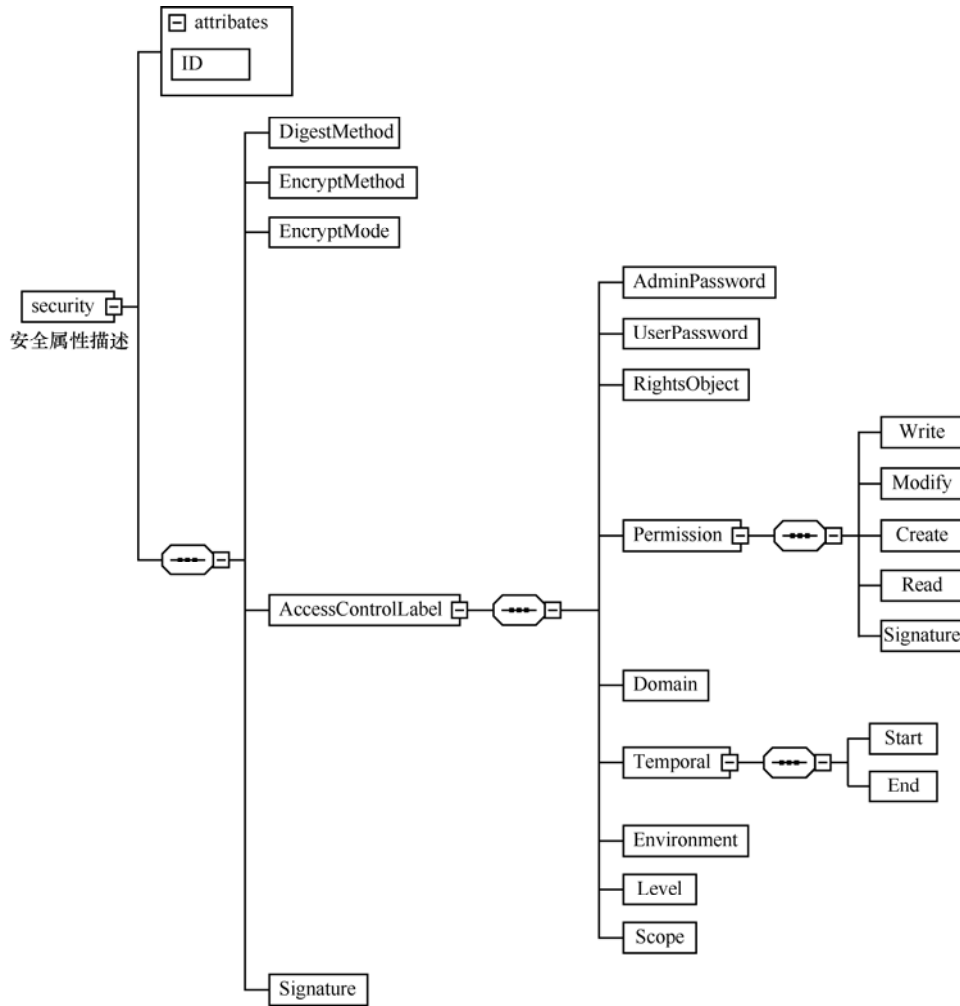 attribates
ID
DigestMethod
EncryptMethod
EncryptMode
security
安全属性描述
AdminPassword
UserPassword
RightsObject
Write
Modify
Permission
Create
Read
AccessControlLabel
Signature
Domain
Start
Temporal
End
Environment
Level
Scope
Signature